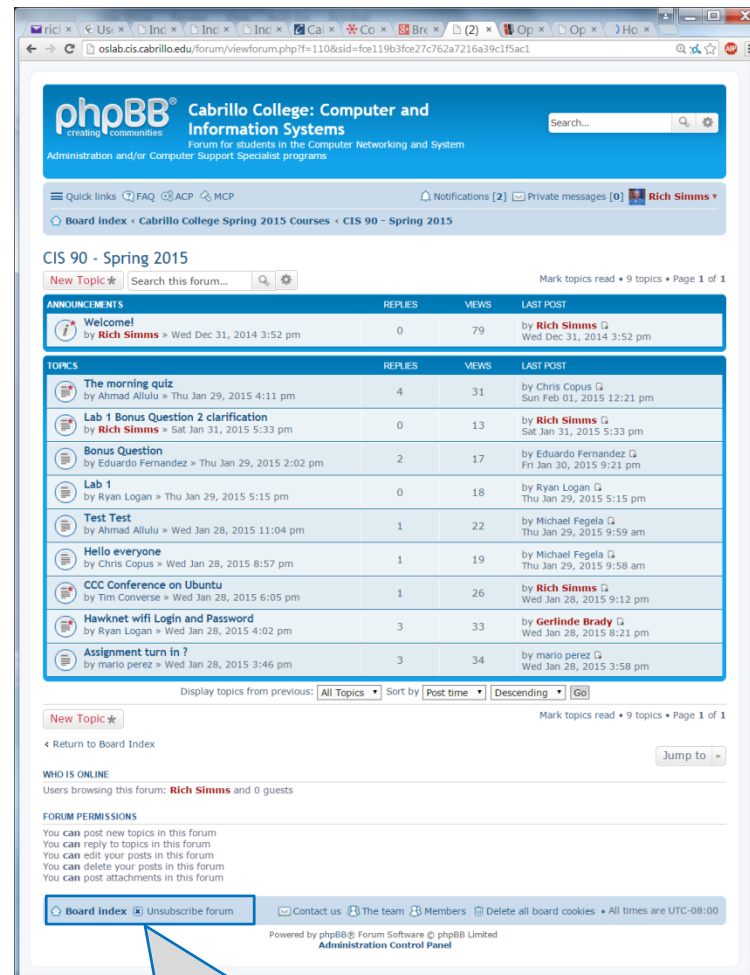 ricl × Use × Ind × Ind × Ind × Cal × Co × Bre × (2) × Op × Op × Ho ×
oslab.cis.cabrillo.edu/forum/viewforum.php?f=110&sid=fce119b3fce27c762a7216a39c1f5ac1
phpBB®
creating communities
Cabrillo College: Computer and
Information Systems
Forum for students in the Computer Networking and System
Administration and/or Computer Support Specialist programs
Search...
Quick links FAQ ACP MCP Notifications [2] Private messages [0] Rich Simms ▾
Board index ‹ Cabrillo College Spring 2015 Courses ‹ CIS 90 - Spring 2015
CIS 90 - Spring 2015
New Topic Search this forum... Mark topics read • 9 topics • Page 1 of 1
ANNOUNCEMENTS REPLIES VIEWS LAST POST
Welcome! 0 79 by Rich Simms
by Rich Simms » Wed Dec 31, 2014 3:52 pm Wed Dec 31, 2014 3:52 pm
TOPICS REPLIES VIEWS LAST POST
The morning quiz 4 31 by Chris Copus
by Ahmad Allulu » Thu Jan 29, 2015 4:11 pm Sun Feb 01, 2015 12:21 pm
Lab 1 Bonus Question 2 clarification 0 13 by Rich Simms
by Rich Simms » Sat Jan 31, 2015 5:33 pm Sat Jan 31, 2015 5:33 pm
Bonus Question 2 17 by Eduardo Fernandez
by Eduardo Fernandez » Thu Jan 29, 2015 2:02 pm Fri Jan 30, 2015 9:21 pm
Lab 1 0 18 by Ryan Logan
by Ryan Logan » Thu Jan 29, 2015 5:15 pm Thu Jan 29, 2015 5:15 pm
Test Test 1 22 by Michael Fegela
by Ahmad Allulu » Wed Jan 28, 2015 11:04 pm Thu Jan 29, 2015 9:59 am
Hello everyone 1 19 by Michael Fegela
by Chris Copus » Wed Jan 28, 2015 8:57 pm Thu Jan 29, 2015 9:58 am
CCC Conference on Ubuntu 1 26 by Rich Simms
by Tim Converse » Wed Jan 28, 2015 6:05 pm Wed Jan 28, 2015 9:12 pm
Hawknet wifi Login and Password 3 33 by Gerlinde Brady
by Ryan Logan » Wed Jan 28, 2015 4:02 pm Wed Jan 28, 2015 8:21 pm
Assignment turn in ? 3 34 by mario perez
by mario perez » Wed Jan 28, 2015 3:46 pm Wed Jan 28, 2015 3:58 pm
Display topics from previous: All Topics Sort by Post time Descending Go
New Topic Mark topics read • 9 topics • Page 1 of 1
Return to Board Index
Jump to
WHO IS ONLINE
Users browsing this forum: Rich Simms and 0 guests
FORUM PERMISSIONS
You can post new topics in this forum
You can reply to topics in this forum
You can edit your posts in this forum
You can delete your posts in this forum
You can post attachments in this forum
Board index Unsubscribe forum Contact us The team Members Delete all board cookies • All times are UTC-08:00
Powered by phpBB® Forum Software © phpBB Limited
Administration Control Panel